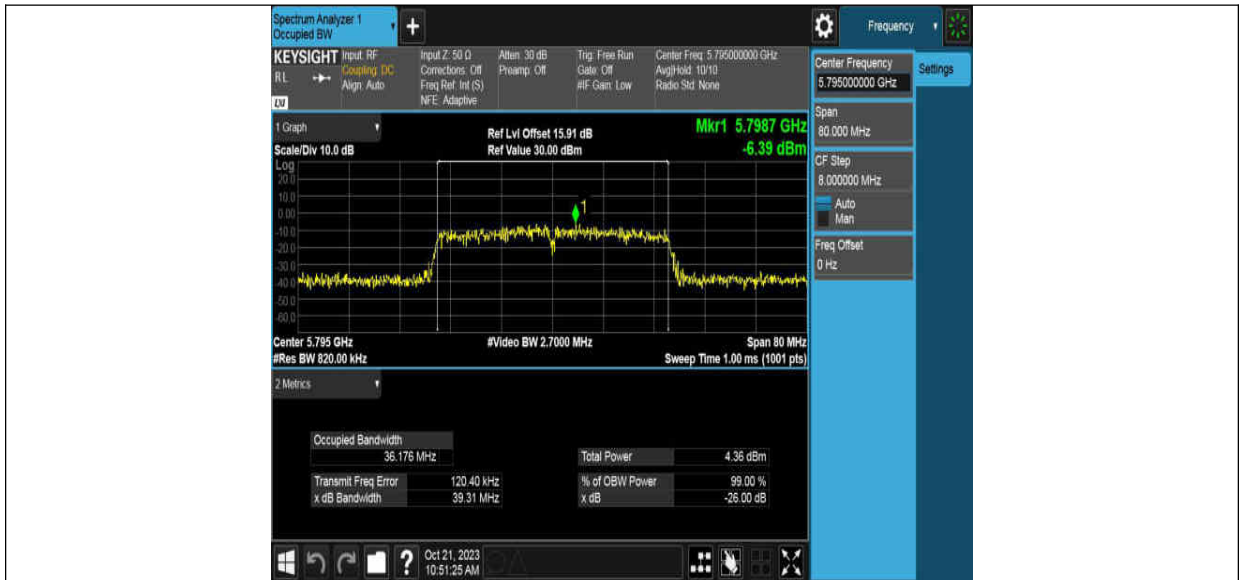 Spectrum Analyzer 1
Occupied BW
+
Frequency
KEYSIGHT
RL
LXI
Input: RF
Coupling: DC
Align: Auto
Input Z: 50 Ω
Corrections: Off
Freq Ref: Int (S)
NFE: Adaptive
Atten: 30 dB
Preamp: Off
Trig: Free Run
Gate: Off
#IF Gain: Low
Center Freq: 5.795000000 GHz
Avg|Hold: 10/10
Radio Std: None
Center Frequency
5.795000000 GHz
Settings
Span
80.000 MHz
CF Step
8.000000 MHz
Auto
Man
Freq Offset
0 Hz
1 Graph
Scale/Div 10.0 dB
Ref Lvl Offset 15.91 dB
Ref Value 30.00 dBm
Mkr1 5.7987 GHz
-6.39 dBm
Log
20.0
10.0
0.00
-10.0
-20.0
-30.0
-40.0
-50.0
-60.0
1
Center 5.795 GHz
#Video BW 2.7000 MHz
Span 80 MHz
#Res BW 820.00 kHz
Sweep Time 1.00 ms (1001 pts)
2 Metrics
Occupied Bandwidth
36.176 MHz
Total Power 4.36 dBm
Transmit Freq Error 120.40 kHz
% of OBW Power 99.00 %
x dB Bandwidth 39.31 MHz
x dB -26.00 dB
?
Oct 21, 2023
10:51:25 AM